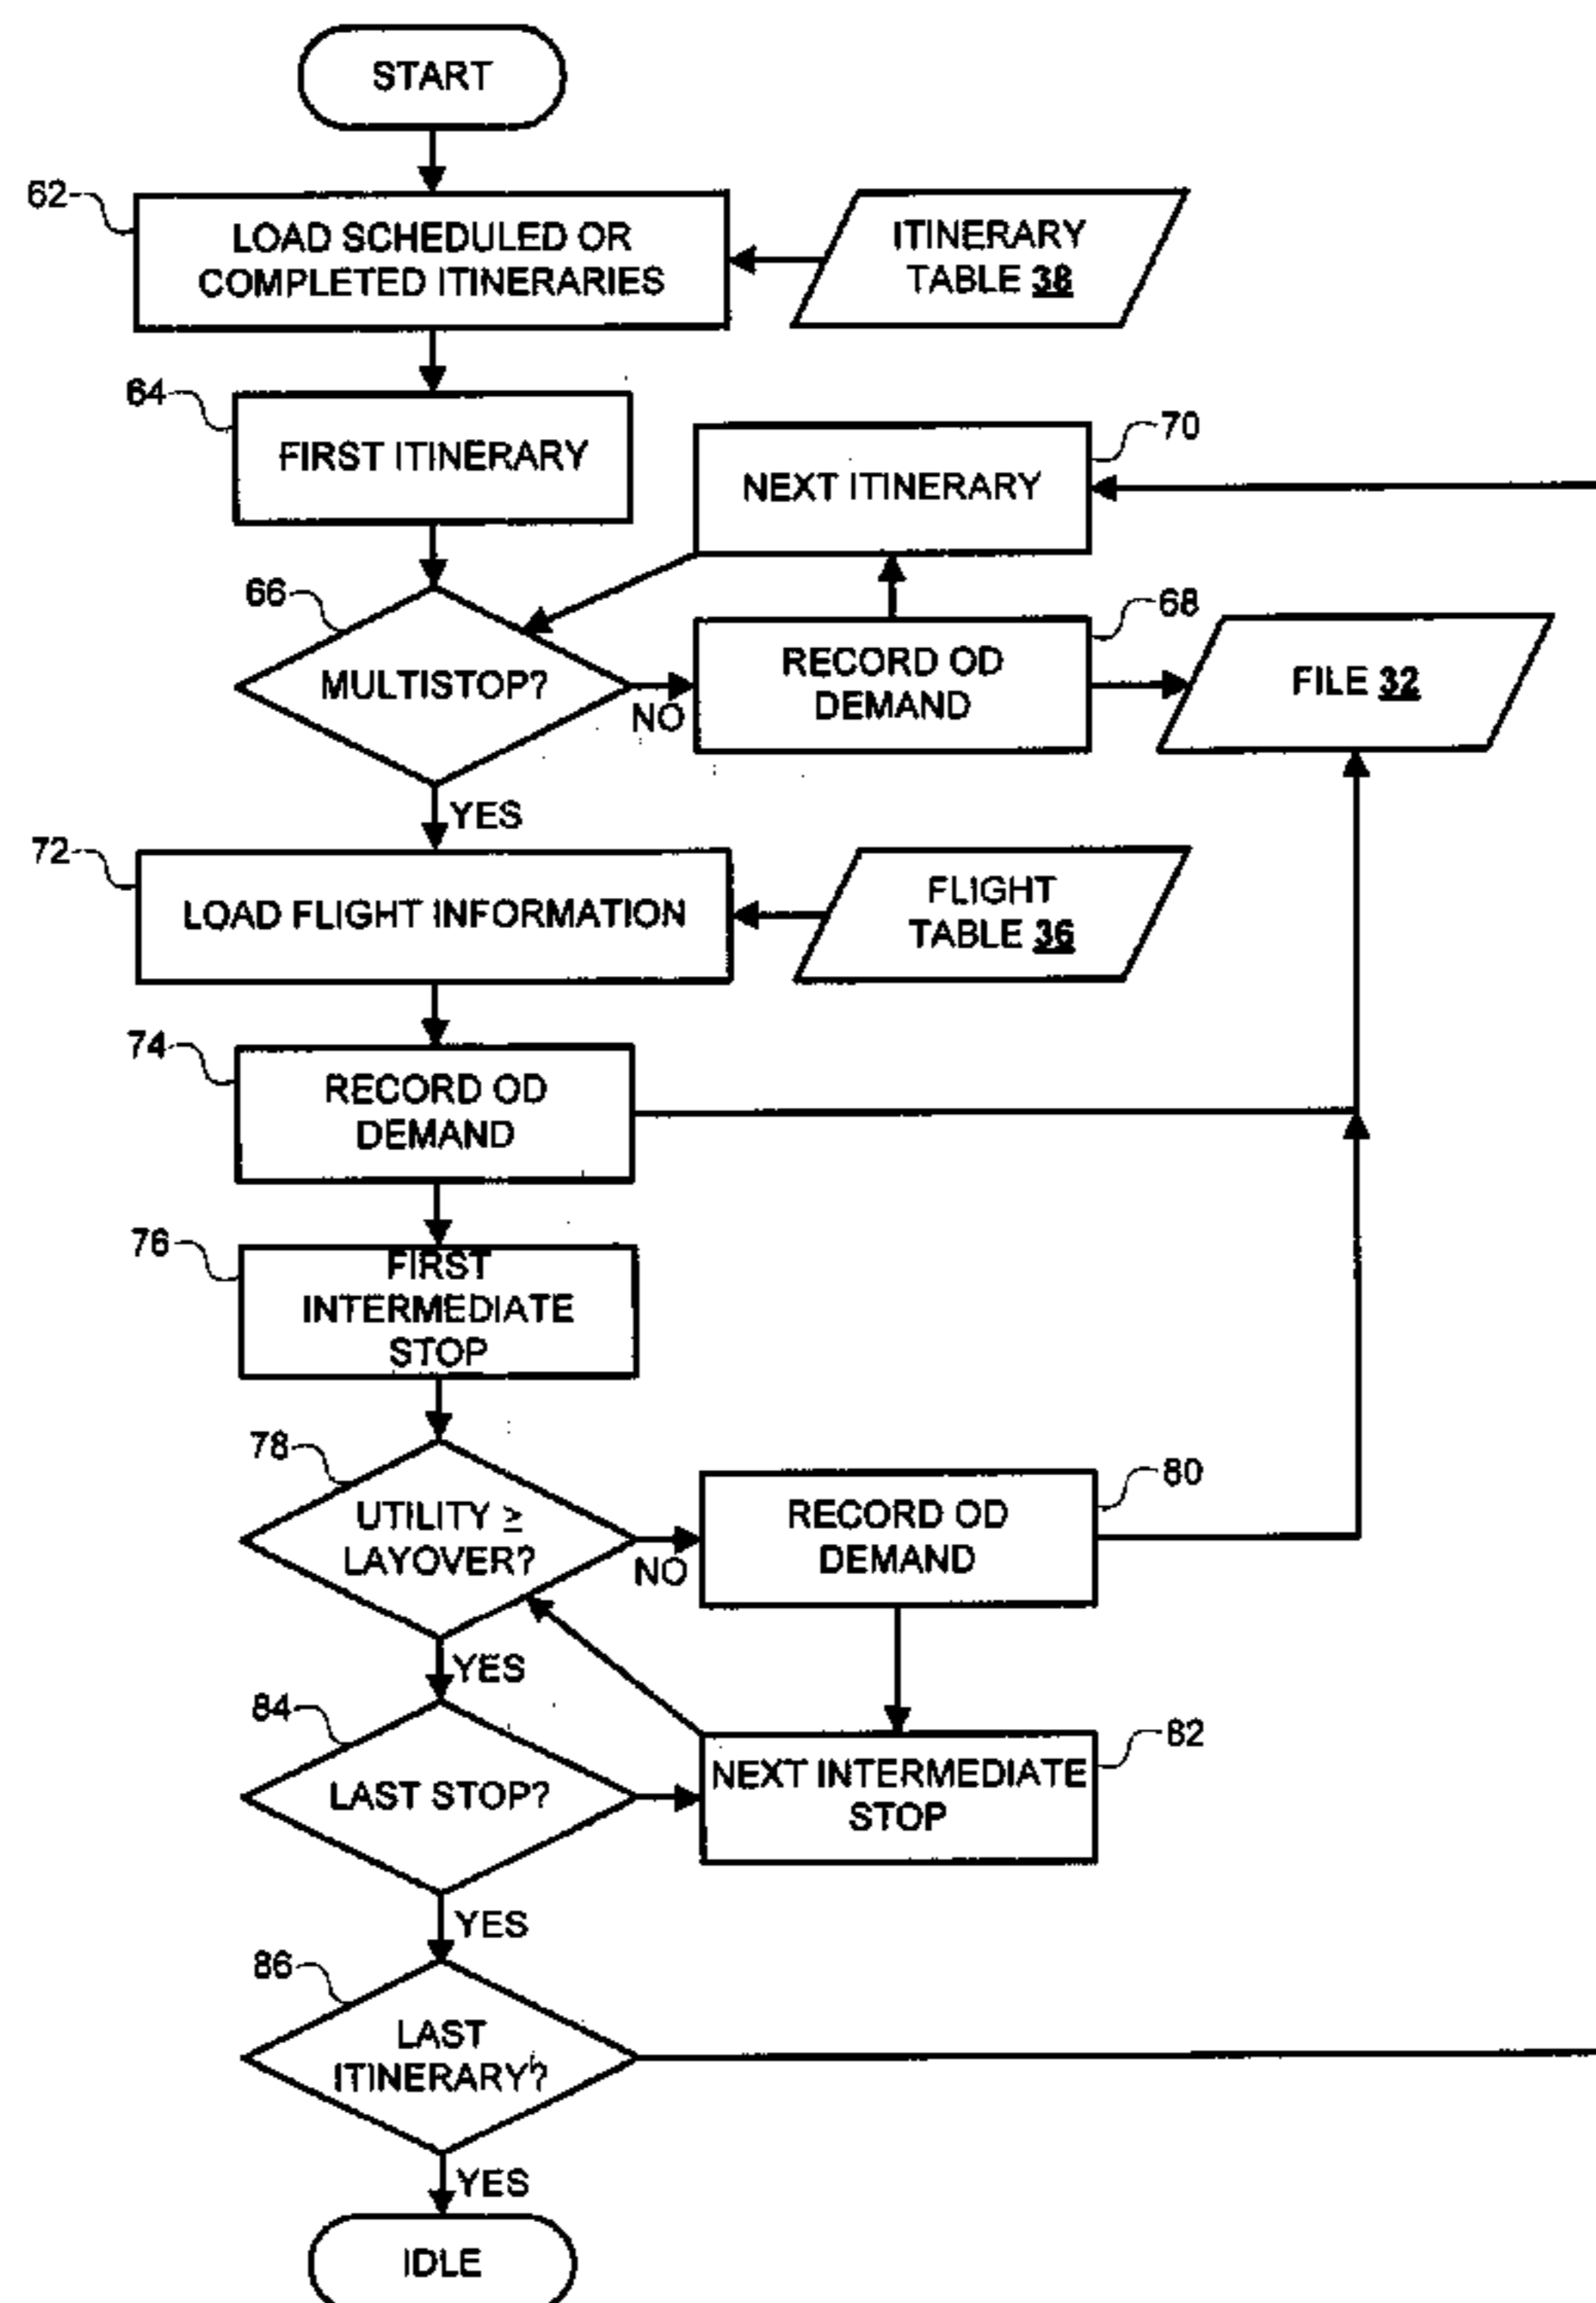 START
62
LOAD SCHEDULED OR
COMPLETED ITINERARIES
ITINERARY
TABLE 38
64
FIRST ITINERARY
70
NEXT ITINERARY
66
MULTISTOP?
NO
68
RECORD OD
DEMAND
FILE 32
YES
72
LOAD FLIGHT INFORMATION
FLIGHT
TABLE 36
74
RECORD OD
DEMAND
76
FIRST
INTERMEDIATE
STOP
78
UTILITY ≥
LAYOVER?
NO
80
RECORD OD
DEMAND
YES
84
LAST STOP?
82
NEXT INTERMEDIATE
STOP
YES
86
LAST
ITINERARY?
YES
IDLE